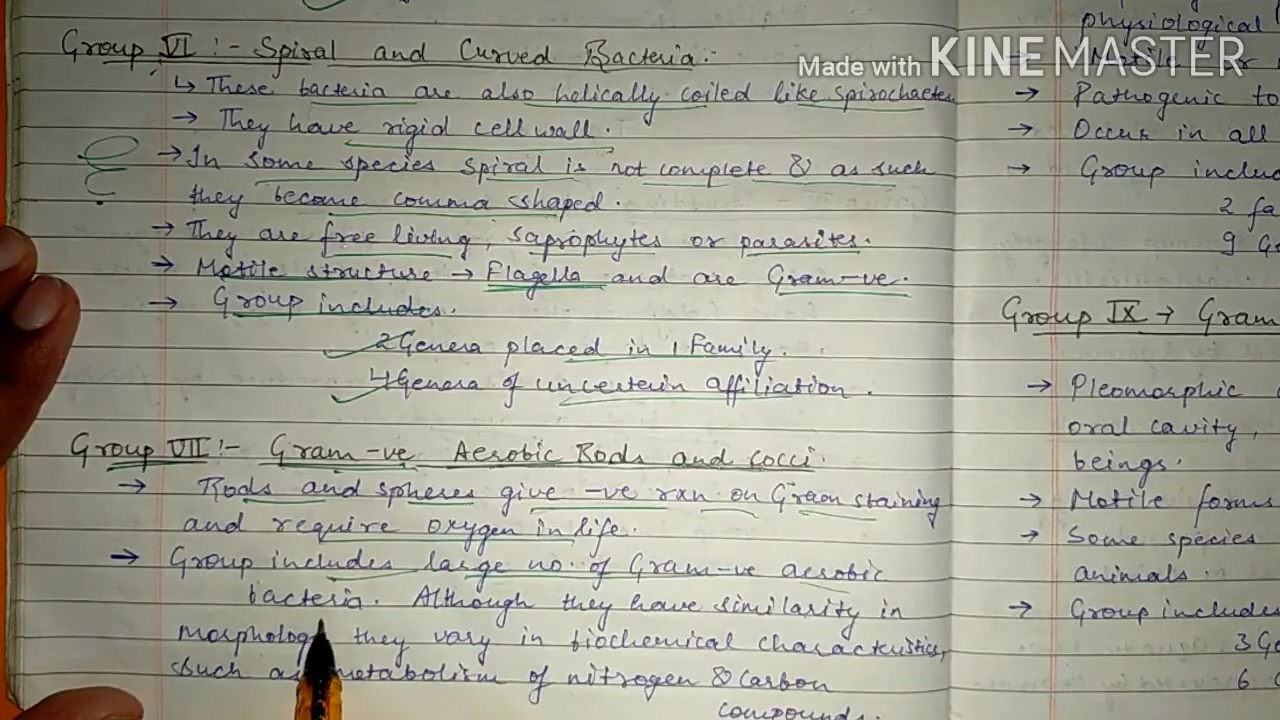 Group VI :- Spiral and Curved Bacteria:-
↳ These bacteria are also helically coiled like Spirochaetes
→ They have rigid cell wall.
→ In some species spiral is not complete & as such
they become comma shaped.
→ They are free living, saprophytes or parasites.
→ Motile structure → Flagella and are Gram-ve.
→ Group includes.
2 Genera placed in 1 Family.
4 Genera of uncertein affiliation.
Group VII :- Gram -ve Aerobic Rods and cocci.
→ Rods and spheres give -ve rxn on Gram staining
and require oxygen in life.
→ Group includes large no. of Gram-ve aerobic
bacteria. Although they have similarity in
morphology they vary in biochemical characteristics,
such as metabolism of nitrogen & Carbon
compounds.
physiological
Made with KINEMASTER
→ Motile
→ Pathogenic to
→ Occur in all
→ Group includ
2 fa
9 G
Group IX → Gram
→ Pleomorphic
oral cavity,
beings.
→ Motile forms
→ Some species
animals.
→ Group includes
3 Ge
6